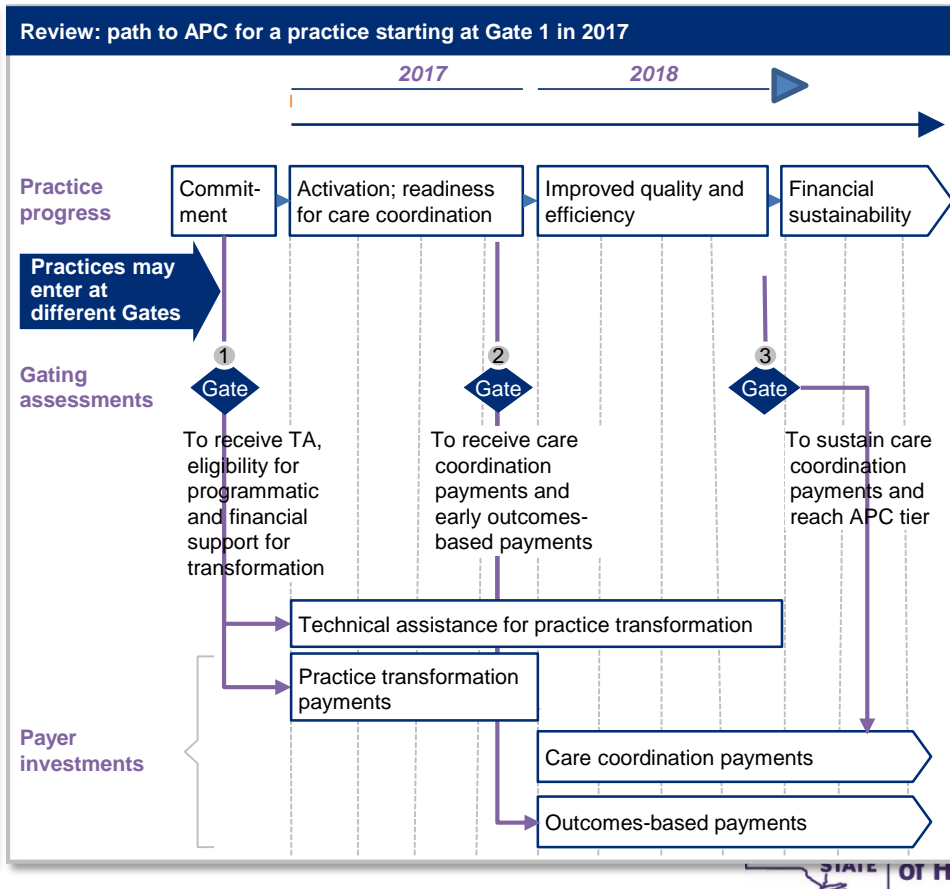 Review: path to APC for a practice starting at Gate 1 in 2017
2017
2018
Practice
progress
Commit-
ment
Activation; readiness
for care coordination
Improved quality and
efficiency
Financial
sustainability
Practices may
enter at
different Gates
Gating
assessments
1
Gate
2
Gate
3
Gate
To receive TA,
eligibility for
programmatic
and financial
support for
transformation
To receive care
coordination
payments and
early outcomes-
based payments
To sustain care
coordination
payments and
reach APC tier
Technical assistance for practice transformation
Practice transformation
payments
Payer
investments
Care coordination payments
Outcomes-based payments
STATE
of H